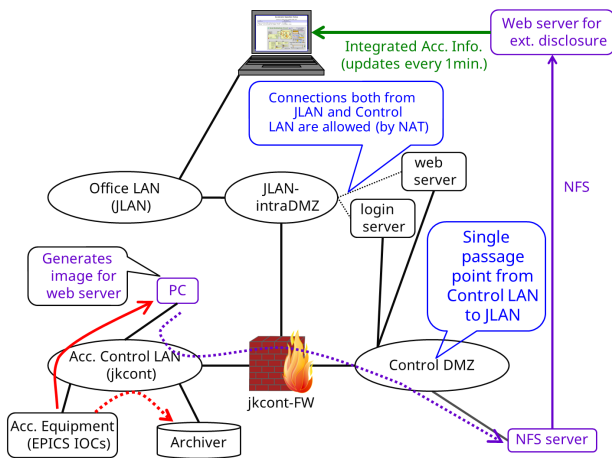 Web server for
ext. disclosure
Integrated Acc. Info.
(updates every 1min.)
Connections both from
JLAN and Control
LAN are allowed (by NAT)
web
server
Office LAN
(JLAN)
JLAN-
intraDMZ
login
server
NFS
Single
passage
point from
Control LAN
to JLAN
Generates
image for
web server
PC
Acc. Control LAN
(jkcont)
Control DMZ
jkcont-FW
Acc. Equipment
(EPICS IOCs)
Archiver
NFS server